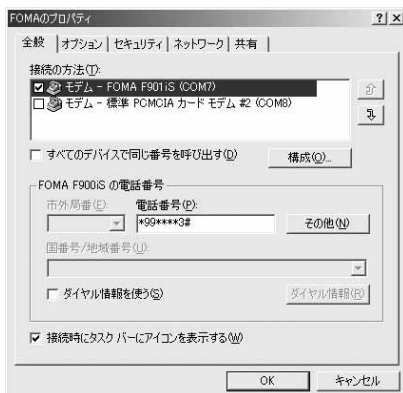 FOMAのプロパティ
全般 オプション セキュリティ ネットワーク 共有
接続の方法(T):
モデム - FOMA F901iS (COM7)
モデム - 標準 PCMCIA カード モデム #2 (COM8)
すべてのデバイスで同じ番号を呼び出す(D)
構成(O)...
FOMA F900iS の電話番号
市外局番(E): 電話番号(P):
*99****3# その他(N)
国番号/地域番号(U):
ダイヤル情報を使う(S) ダイヤル情報(R)
接続時にタスク バーにアイコンを表示する(W)
OK キャンセル